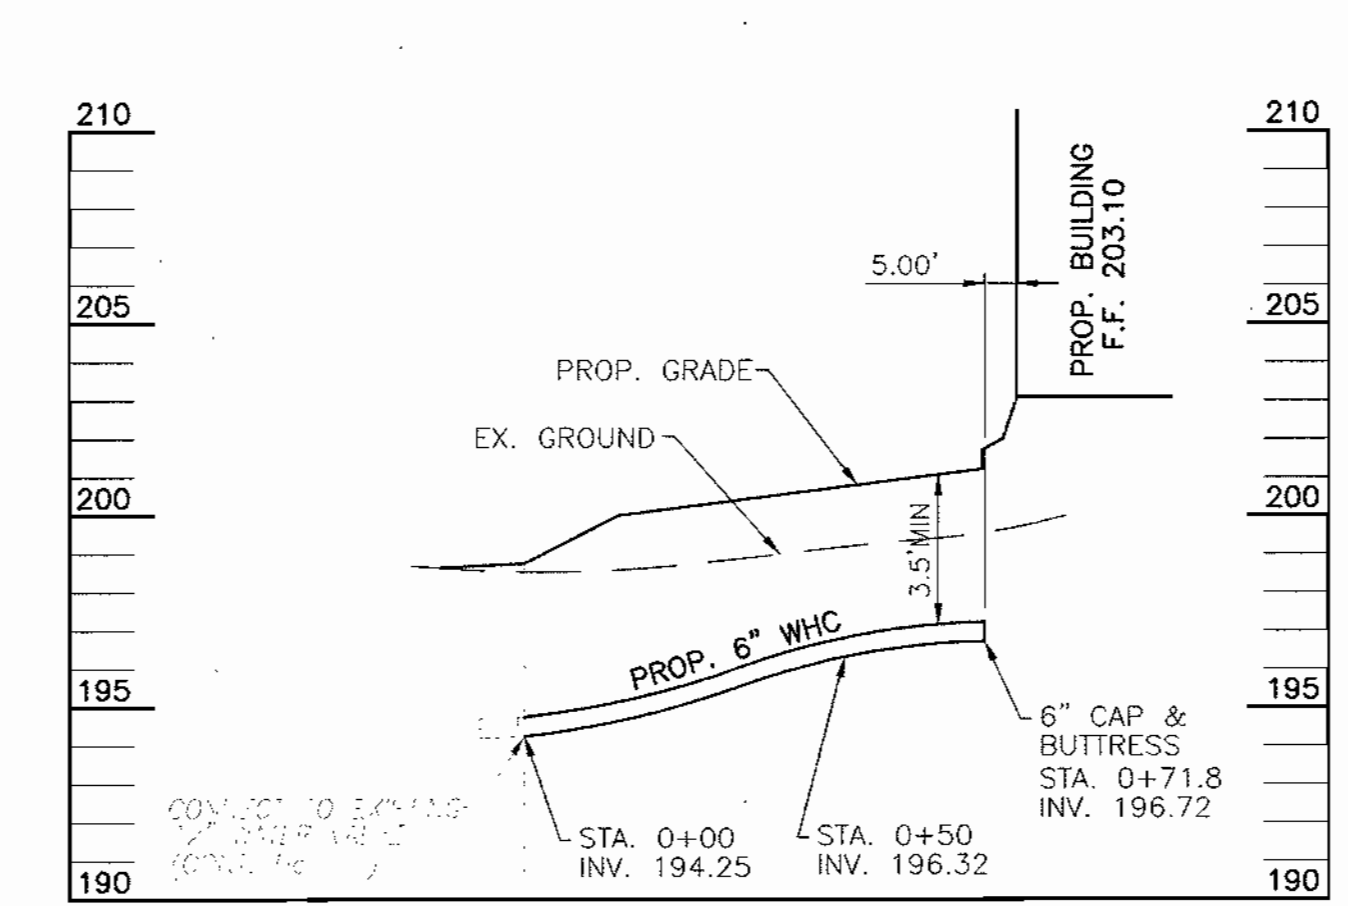 210
210
PROP. BUILDING
F.F. 203.10
5.00'
205
205
PROP. GRADE
EX. GROUND
200
200
3.5'MIN
PROP. 6" WHC
195
195
6" CAP &
BUTTRESS
STA. 0+71.8
INV. 196.72
STA. 0+00
INV. 194.25
STA. 0+50
INV. 196.32
190
190